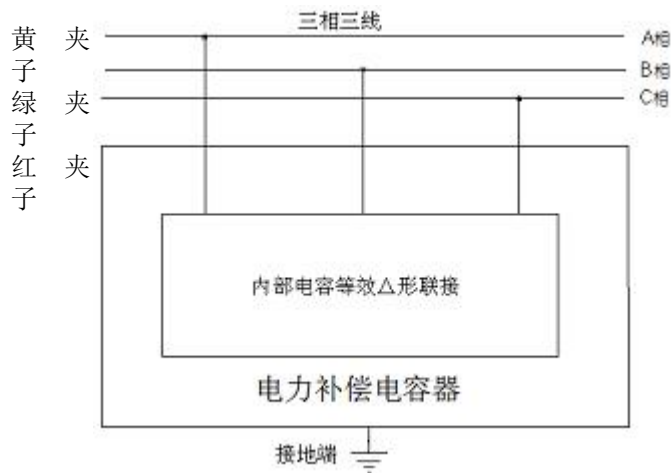 三相三线
黄 夹
子
绿 夹
子
红 夹
子
A相
B相
C相
内部电容等效△形联接
电力补偿电容器
接地端